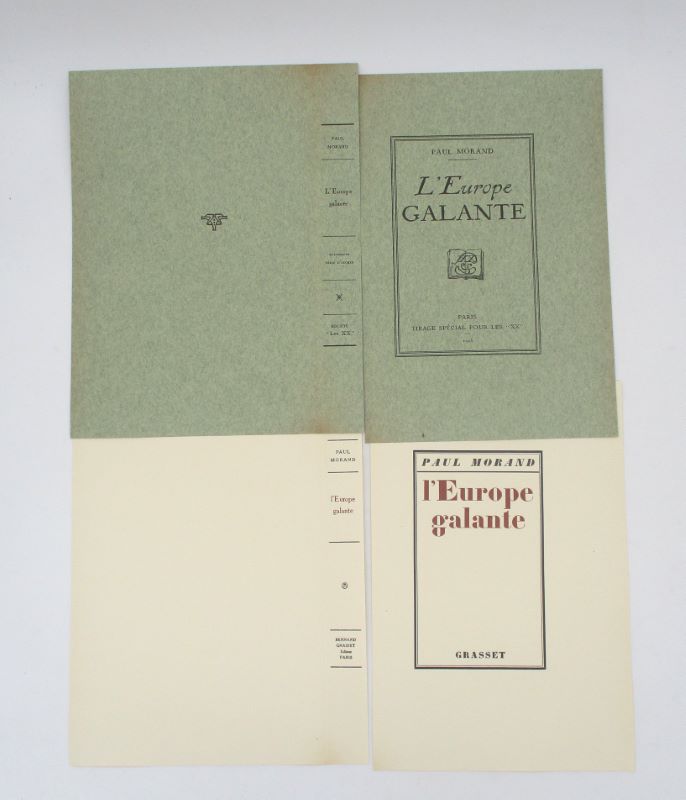 PAUL
MORAND
L'Europe
galante
SOCIÉTÉ
"LES XX"
PAUL MORAND
L'Europe
GALANTE
PARIS
TIRAGE SPÉCIAL POUR LES "XX"
PAUL
MORAND
l'Europe
galante
BERNARD
GRASSET
Éditeur
PARIS
PAUL MORAND
l'Europe
galante
GRASSET